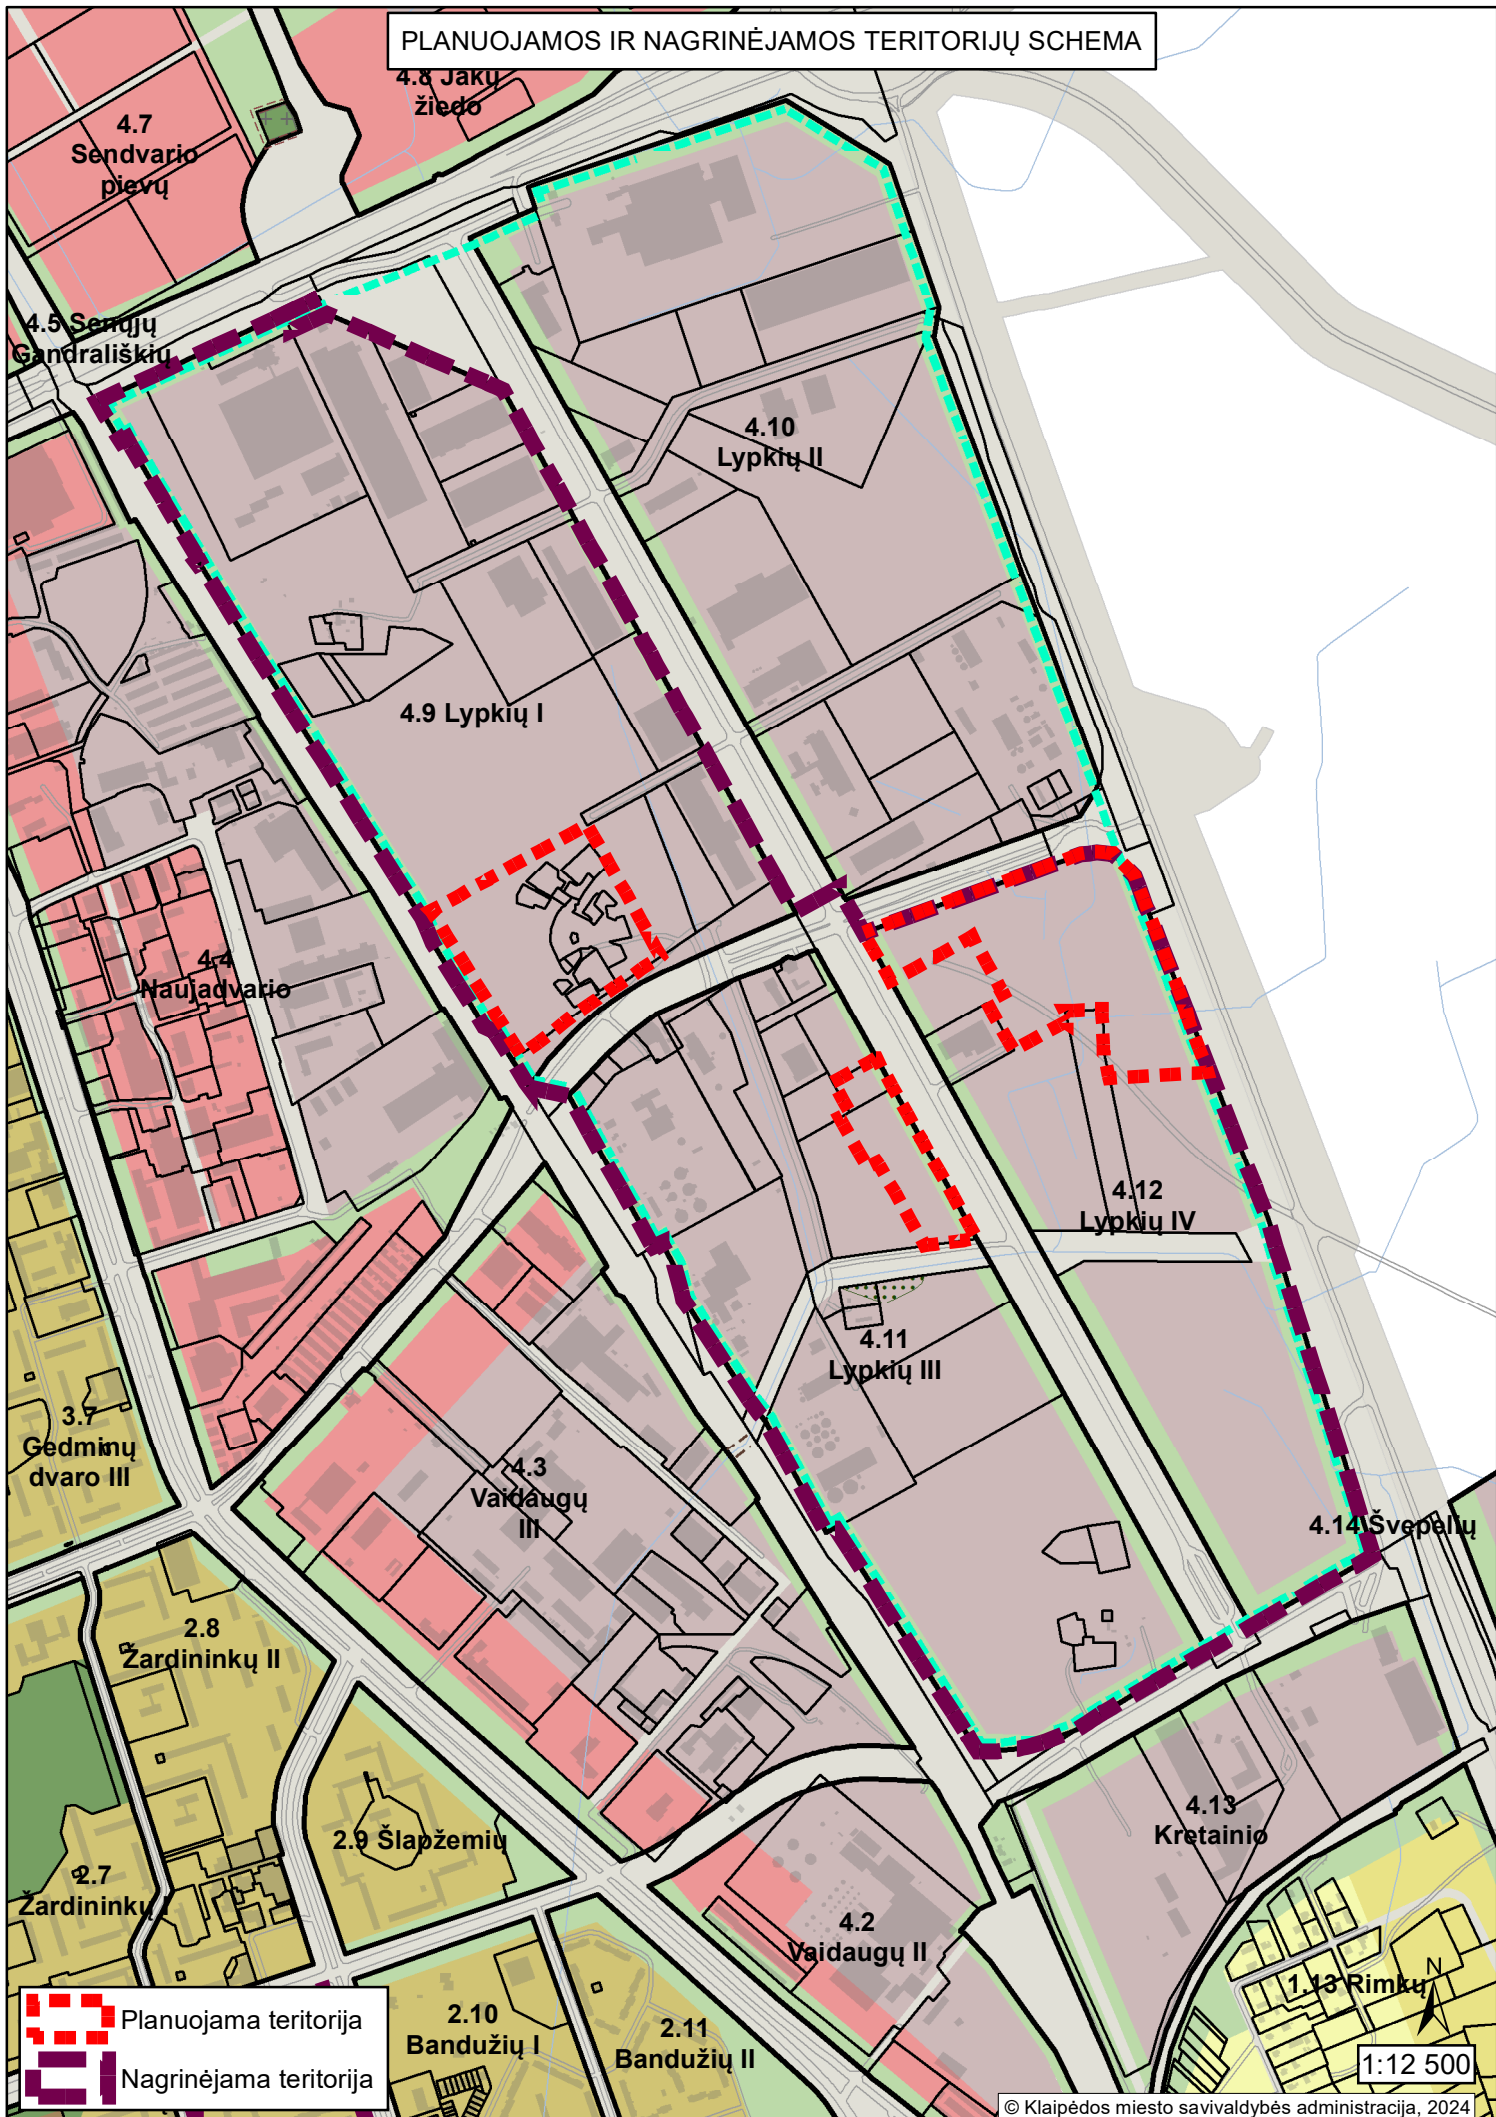 PLANUOJAMOS IR NAGRINĖJAMOS TERITORIJŲ SCHEMA
4.8 Jakų
žiedo
4.7
Sendvario
pievų
4.5 Senųjų
Gandrališkių
4.10
Lypkių II
4.9 Lypkių I
4.4
Naujadvario
4.12
Lypkių IV
4.11
Lypkių III
3.7
Gedminų
dvaro III
4.3
Vaidaugų
III
4.14 Švepelių
2.8
Žardininkų II
2.9 Šlapžemių
4.13
Kretainio
2.7
Žardininkų I
4.2
Vaidaugų II
1.13 Rimkų
N
2.10
Bandužių I
2.11
Bandužių II
Planuojama teritorija
Nagrinėjama teritorija
1:12 500
© Klaipėdos miesto savivaldybės administracija, 2024